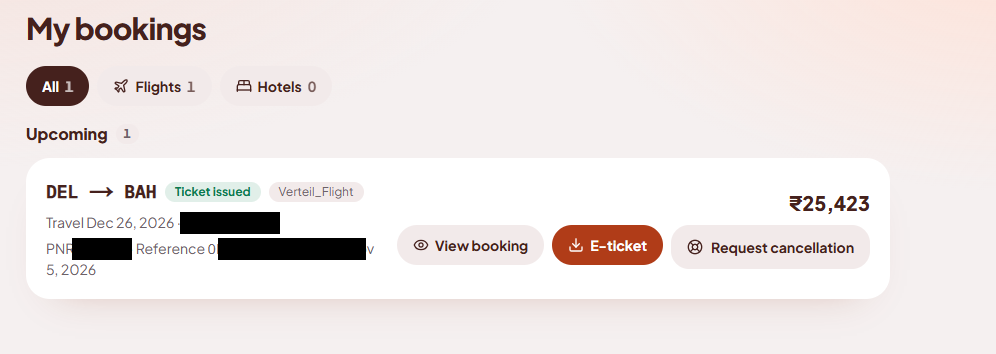 My bookings
All 1 Flights 1 Hotels 0
Upcoming 1
DEL → BAH Ticket issued Verteil_Flight
₹25,423
Travel Dec 26, 2026 ·
PNR Reference
5, 2026
View booking E-ticket Request cancellation